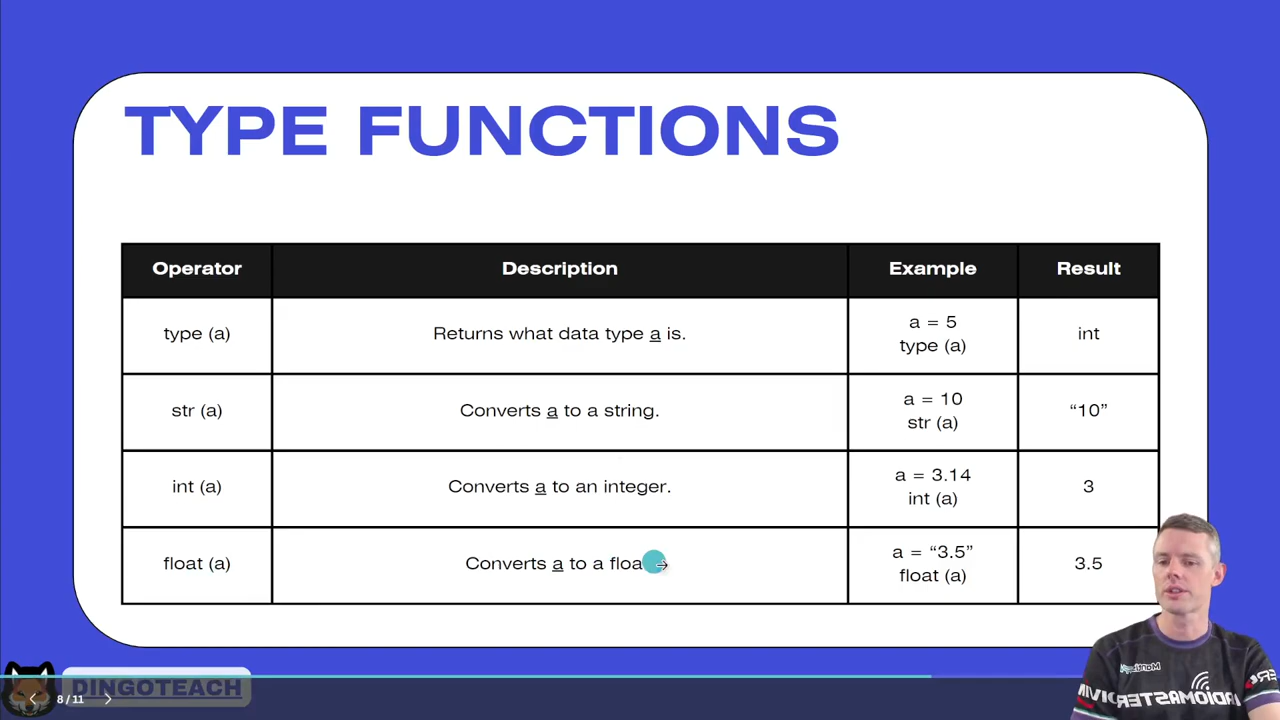 TYPE FUNCTIONS
Operator Description Example Result
type (a) Returns what data type a is. a = 5 type (a) int
str (a) Converts a to a string. a = 10 str (a) “10”
int (a) Converts a to an integer. a = 3.14 int (a) 3
float (a) Converts a to a floa a = “3.5” float (a) 3.5
DINGOTEACH
8 / 11